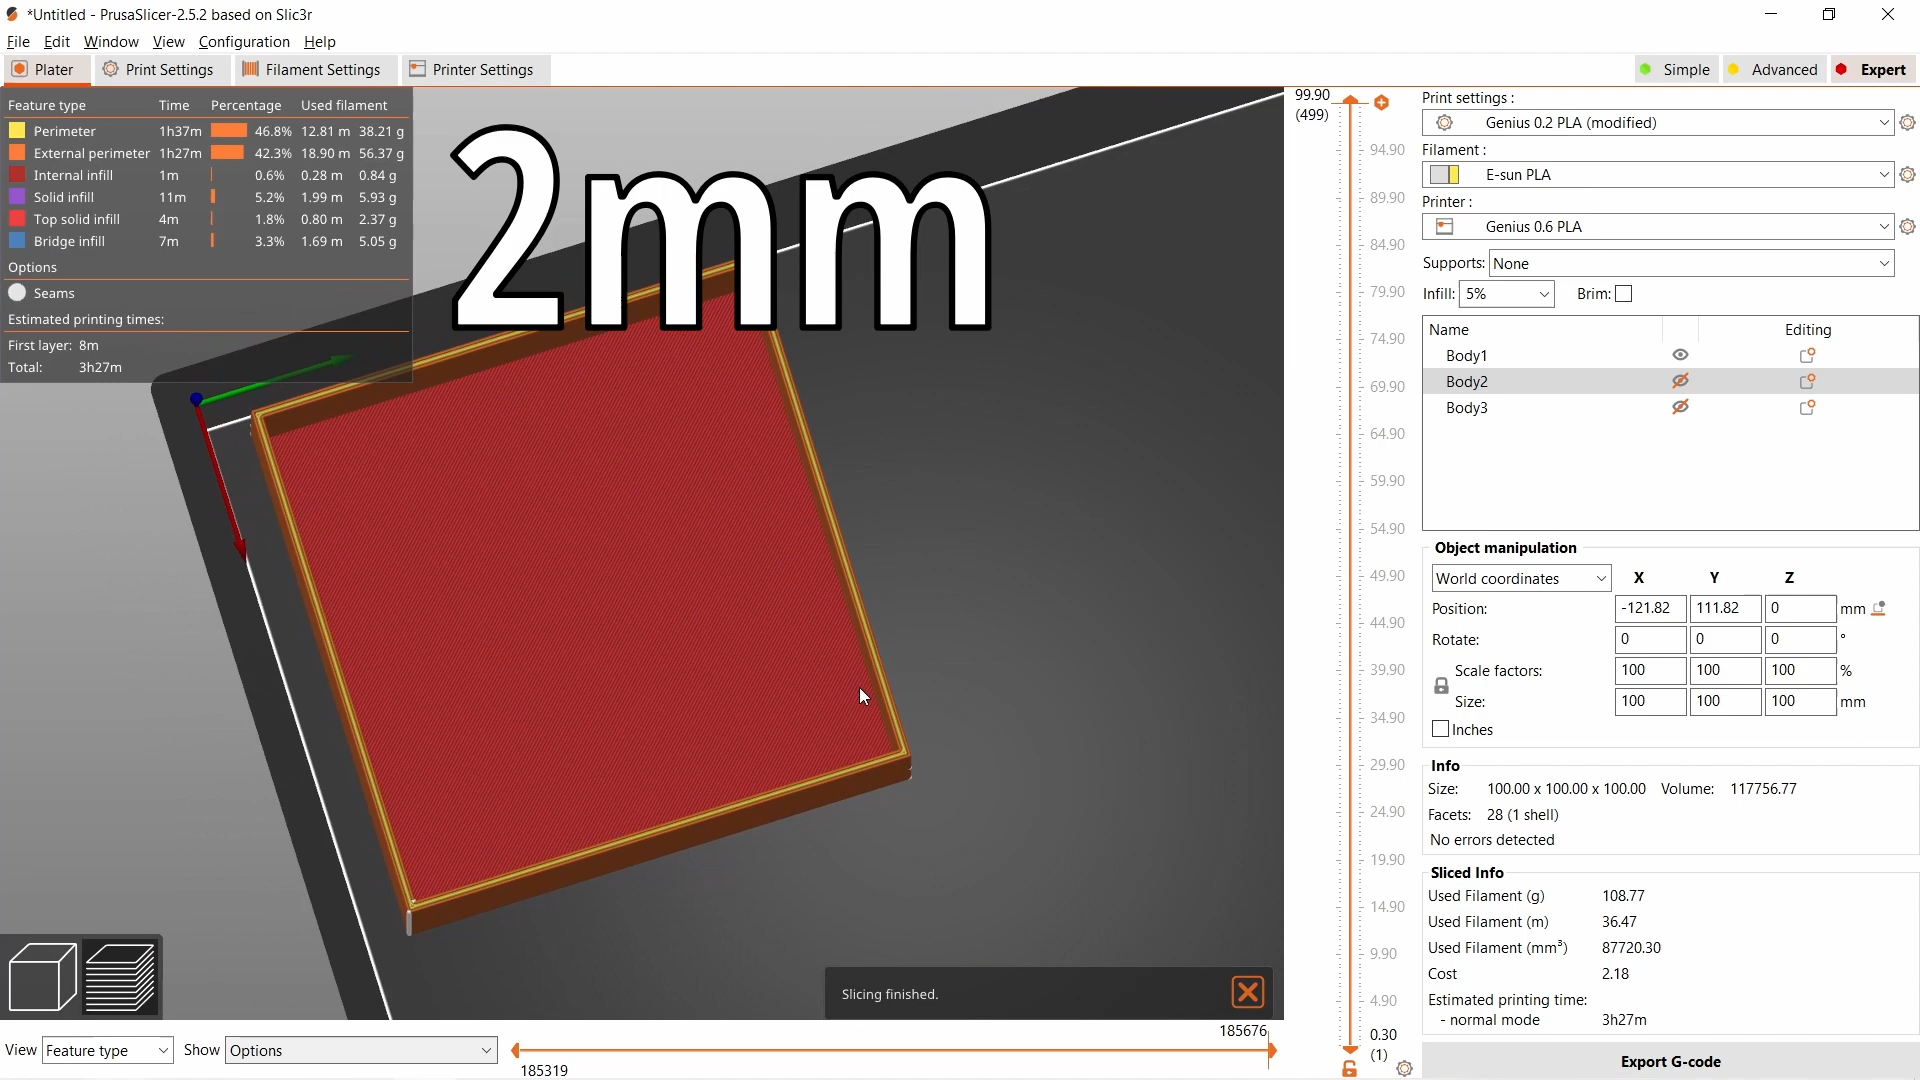 *Untitled - PrusaSlicer-2.5.2 based on Slic3r
File Edit Window View Configuration Help
Plater Print Settings Filament Settings Printer Settings Simple Advanced Expert
Feature type Time Percentage Used filament
Perimeter 1h37m 46.8% 12.81 m 38.21 g
External perimeter 1h27m 42.3% 18.90 m 56.37 g
Internal infill 1m 0.6% 0.28 m 0.84 g
Solid infill 11m 5.2% 1.99 m 5.93 g
Top solid infill 4m 1.8% 0.80 m 2.37 g
Bridge infill 7m 3.3% 1.69 m 5.05 g
Options
Seams
Estimated printing times:
First layer: 8m
Total: 3h27m
2mm
Slicing finished.
View Feature type Show Options
185676
185319
99.90
(499)
94.90
89.90
84.90
79.90
74.90
69.90
64.90
59.90
54.90
49.90
44.90
39.90
34.90
29.90
24.90
19.90
14.90
9.90
4.90
0.30
(1)
Print settings :
Genius 0.2 PLA (modified)
Filament :
E-sun PLA
Printer :
Genius 0.6 PLA
Supports: None
Infill: 5% Brim:
Name Editing
Body1
Body2
Body3
Object manipulation
World coordinates X Y Z
Position: -121.82 111.82 0 mm
Rotate: 0 0 0 °
Scale factors: 100 100 100 %
Size: 100 100 100 mm
Inches
Info
Size: 100.00 x 100.00 x 100.00 Volume: 117756.77
Facets: 28 (1 shell)
No errors detected
Sliced Info
Used Filament (g) 108.77
Used Filament (m) 36.47
Used Filament (mm³) 87720.30
Cost 2.18
Estimated printing time:
- normal mode 3h27m
Export G-code